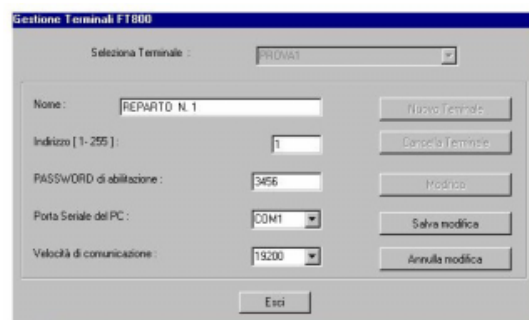 Gestione Terminali FT800
Seleziona Terminale : PROVA1
Nome : REPARTO N. 1 Nuovo Terminale
Indirizzo [ 1- 255 ] : 1 Cancella Terminale
PASSWORD di abilitazione : 3456 Modifica
Porta Seriale del PC : COM1 Salva modifica
Velocità di comunicazione : 19200 Annulla modifica
Esci